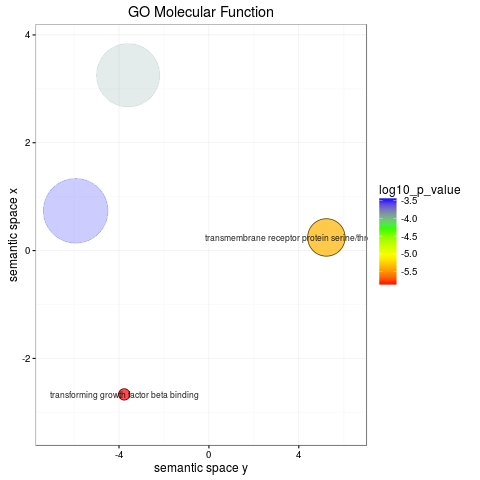 GO Molecular Function
4
2
0
-2
semantic space x
transmembrane receptor protein serine/thr
transforming growth factor beta binding
-4
0
4
semantic space y
log10_p_value
-3.5
-4.0
-4.5
-5.0
-5.5